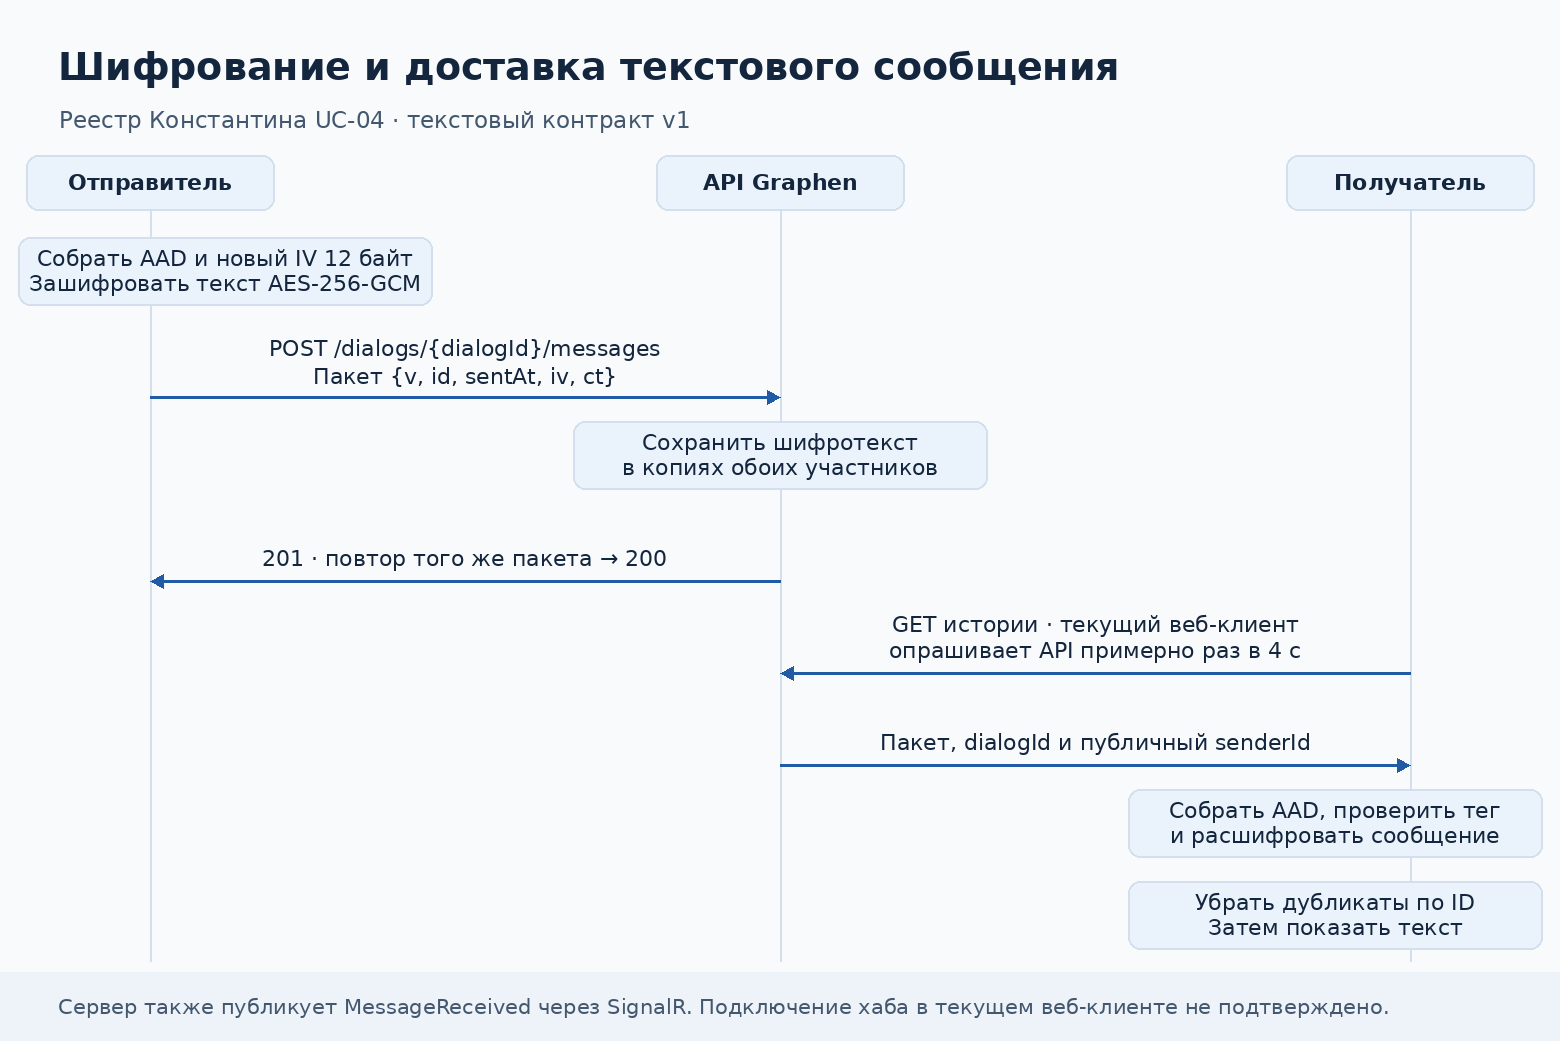 Шифрование и доставка текстового сообщения
Реестр Константина UC-04 · текстовый контракт v1
Отправитель
API Graphen
Получатель
Собрать AAD и новый IV 12 байт
Зашифровать текст AES-256-GCM
POST /dialogs/{dialogId}/messages
Пакет {v, id, sentAt, iv, ct}
Сохранить шифротекст
в копиях обоих участников
201 · повтор того же пакета → 200
GET истории · текущий веб-клиент
опрашивает API примерно раз в 4 с
Пакет, dialogId и публичный senderId
Собрать AAD, проверить тег
и расшифровать сообщение
Убрать дубликаты по ID
Затем показать текст
Сервер также публикует MessageReceived через SignalR. Подключение хаба в текущем веб-клиенте не подтверждено.